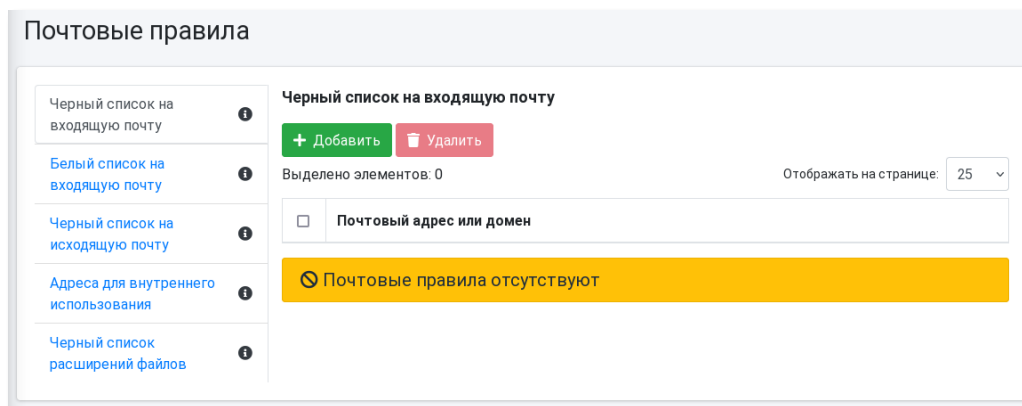 Почтовые правила
Черный список на
входящую почту
Белый список на
входящую почту
Черный список на
исходящую почту
Адреса для внутреннего
использования
Черный список
расширений файлов
Черный список на входящую почту
Добавить Удалить
Выделено элементов: 0 Отображать на странице: 25
Почтовый адрес или домен
Почтовые правила отсутствуют